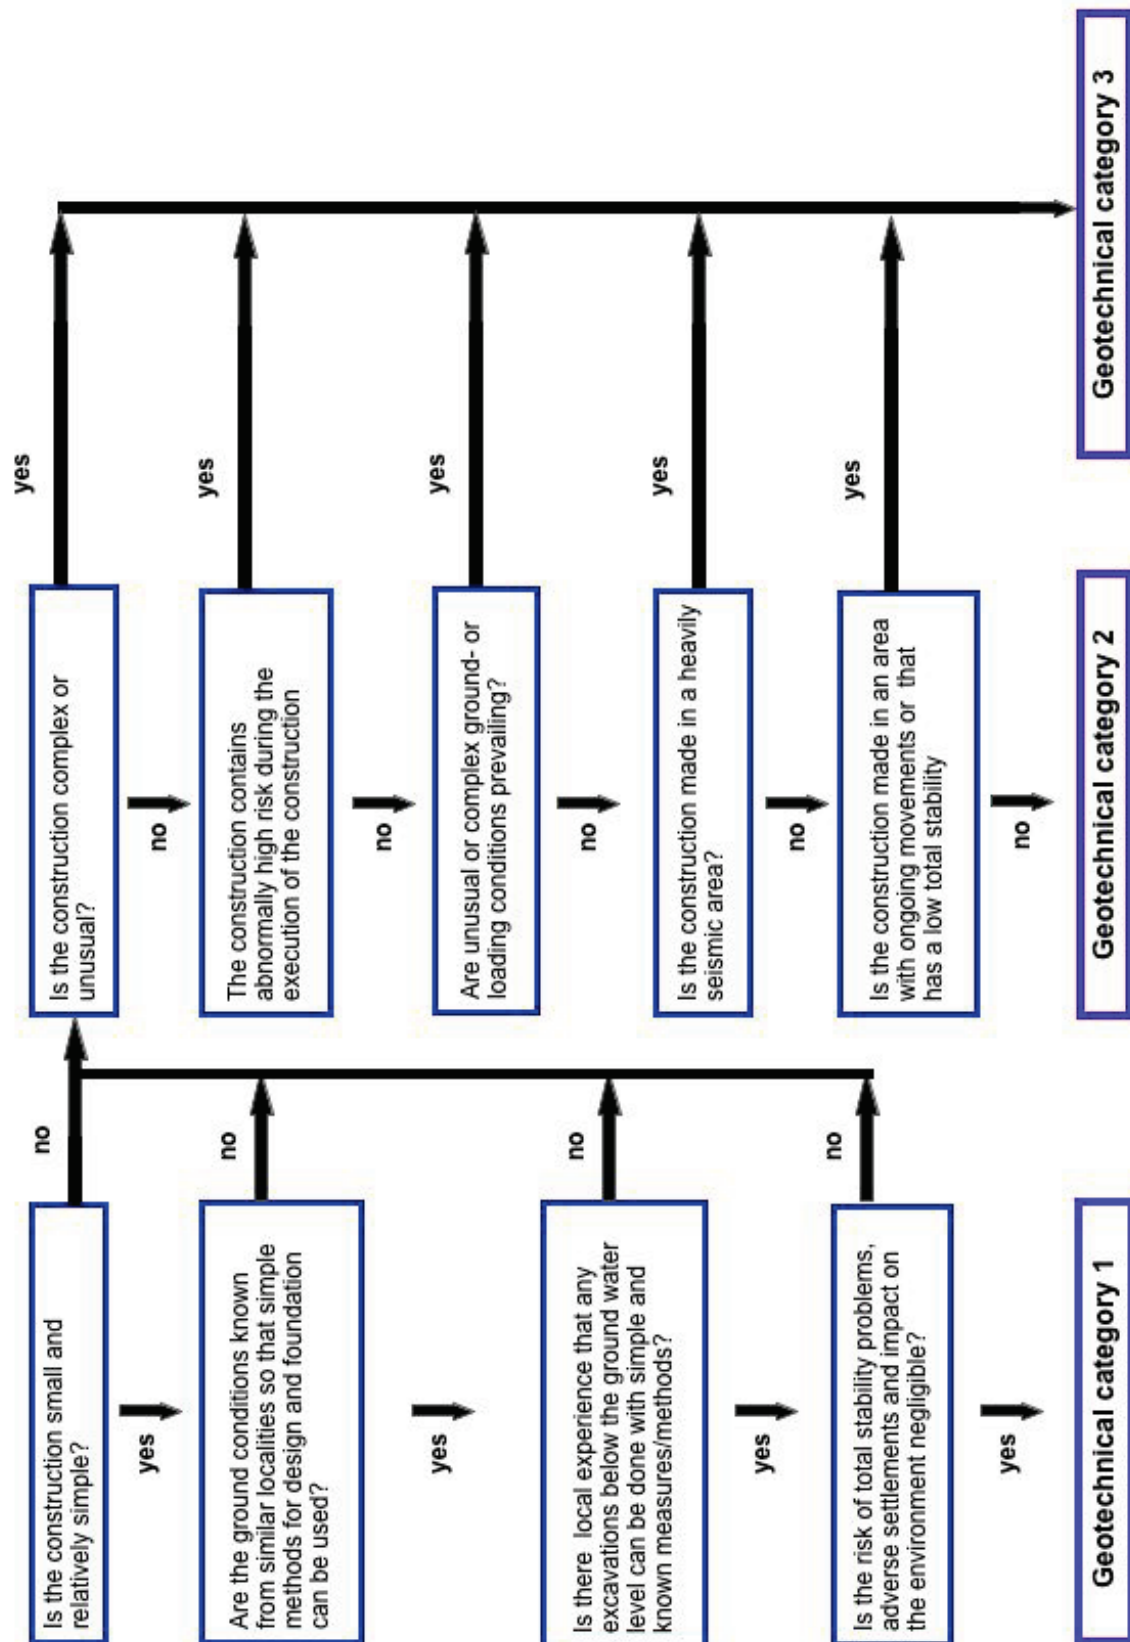 Is the construction small and
relatively simple?
no
yes
Are the ground conditions known
from similar localities so that simple
methods for design and foundation
can be used?
no
yes
Is there local experience that any
excavations below the ground water
level can be done with simple and
known measures/methods?
no
yes
Is the risk of total stability problems,
adverse settlements and impact on
the environment negligible?
no
yes
Geotechnical category 1
Is the construction complex or
unusual?
yes
no
The construction contains
abnormally high risk during the
execution of the construction
yes
no
Are unusual or complex ground- or
loading conditions prevailing?
yes
no
Is the construction made in a heavily
seismic area?
yes
no
Is the construction made in an area
with ongoing movements or that
has a low total stability
yes
no
Geotechnical category 2
Geotechnical category 3